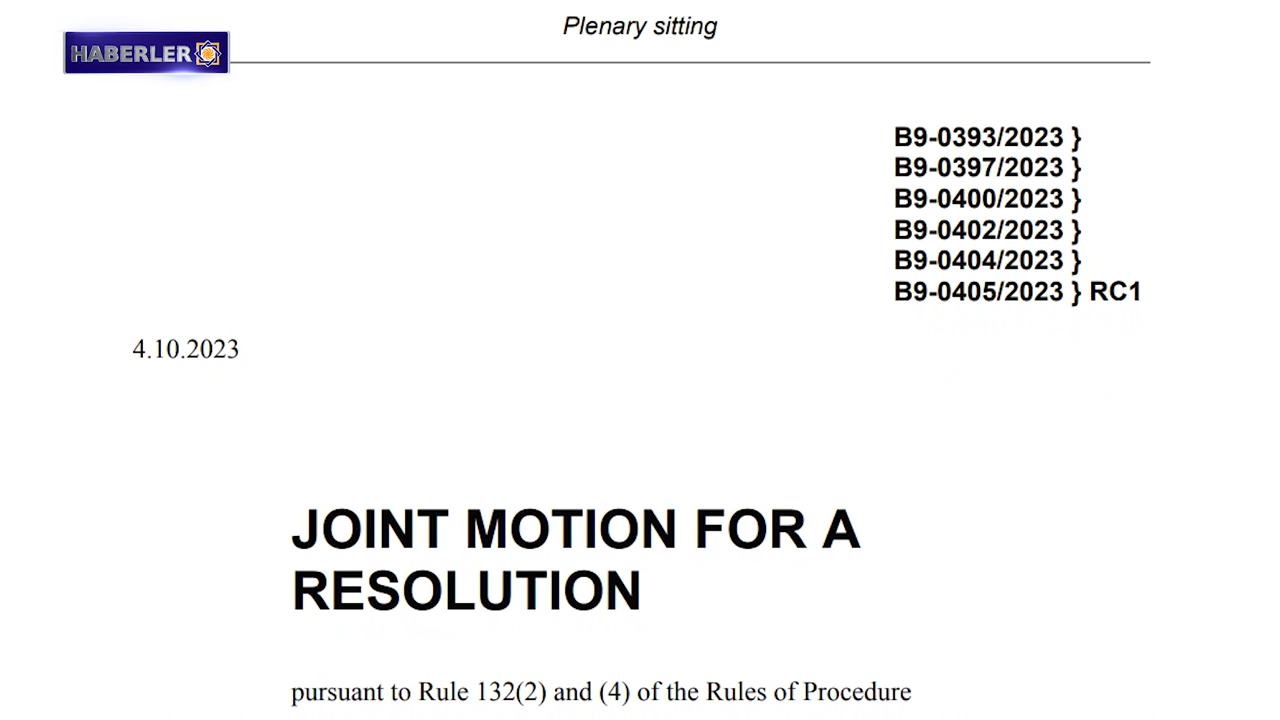 Plenary sitting
HABERLER
B9-0393/2023 }
B9-0397/2023 }
B9-0400/2023 }
B9-0402/2023 }
B9-0404/2023 }
B9-0405/2023 } RC1
4.10.2023
JOINT MOTION FOR A
RESOLUTION
pursuant to Rule 132(2) and (4) of the Rules of Procedure